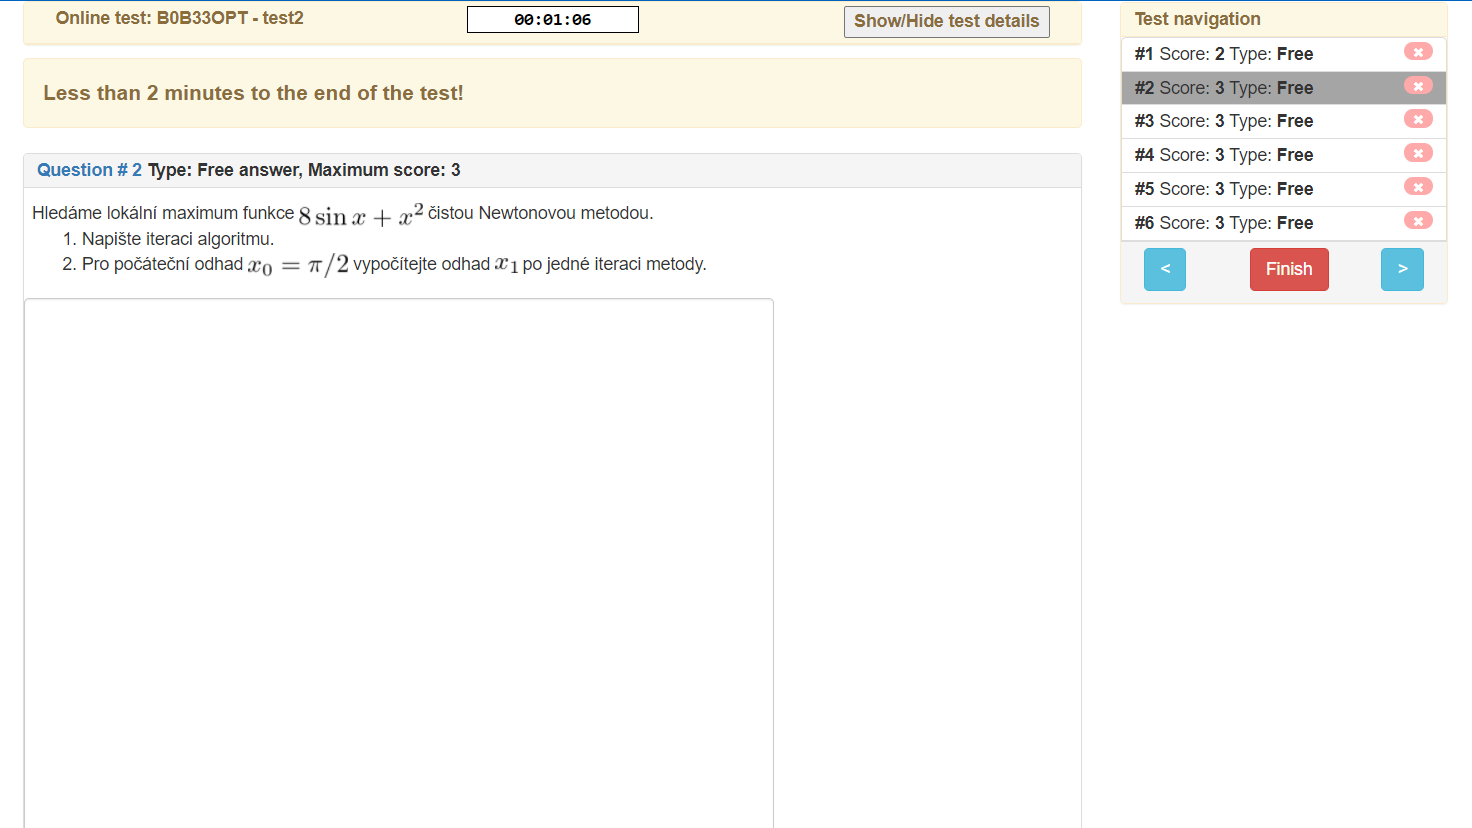 Online test: B0B33OPT - test2
00:01:06
Show/Hide test details
Less than 2 minutes to the end of the test!
Question # 2 Type: Free answer, Maximum score: 3
Hledáme lokální maximum funkce 8 sin x + x² čistou Newtonovou metodou.
1. Napište iteraci algoritmu.
2. Pro počáteční odhad x₀ = π/2 vypočítejte odhad x₁ po jedné iteraci metody.
Test navigation
#1 Score: 2 Type: Free
#2 Score: 3 Type: Free
#3 Score: 3 Type: Free
#4 Score: 3 Type: Free
#5 Score: 3 Type: Free
#6 Score: 3 Type: Free
< Finish >